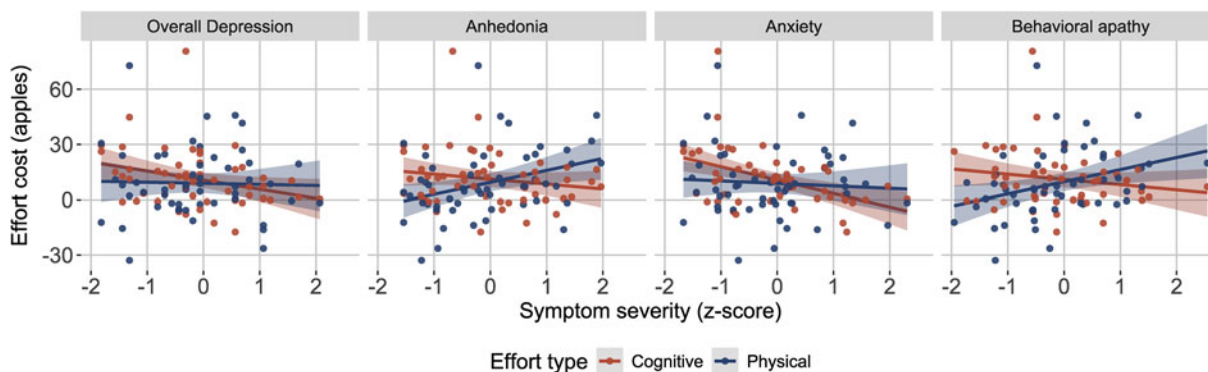 Overall Depression
Anhedonia
Anxiety
Behavioral apathy
Effort cost (apples)
60
30
0
-30
-2 -1 0 1 2
-2 -1 0 1 2
-2 -1 0 1 2
-2 -1 0 1 2
Symptom severity (z-score)
Effort type Cognitive Physical